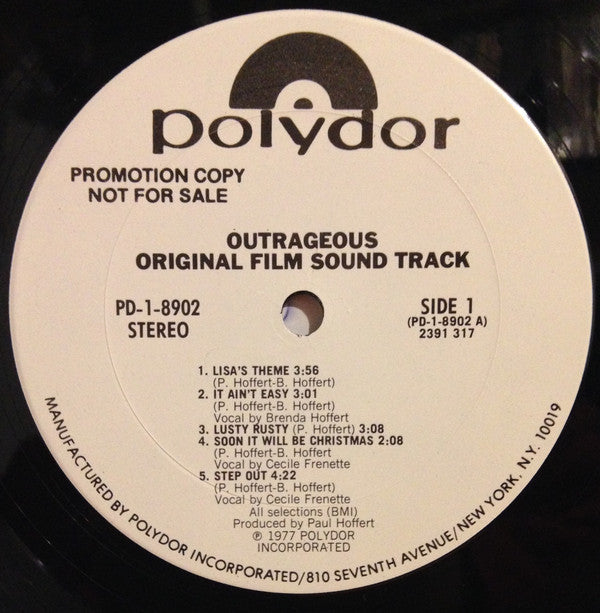 polydor
PROMOTION COPY
NOT FOR SALE
OUTRAGEOUS
ORIGINAL FILM SOUND TRACK
PD-1-8902
STEREO
SIDE 1
(PD-1-8902 A)
2391 317
1. LISA'S THEME 3:56
(P. Hoffert-B. Hoffert)
2. IT AIN'T EASY 3:01
(P. Hoffert-B. Hoffert)
Vocal by Brenda Hoffert
3. LUSTY RUSTY (P. Hoffert) 3:08
4. SOON IT WILL BE CHRISTMAS 2:08
(P. Hoffert-B. Hoffert
Vocal by Cecile Frenette
5. STEP OUT 4:22
(P. Hoffert-B. Hoffert)
Vocal by Cecile Frenette
All selections (BMI)
Produced by Paul Hoffert
℗ 1977 POLYDOR
INCORPORATED
MANUFACTURED BY POLYDOR INCORPORATED/810 SEVENTH AVENUE/NEW YORK, N.Y. 10019